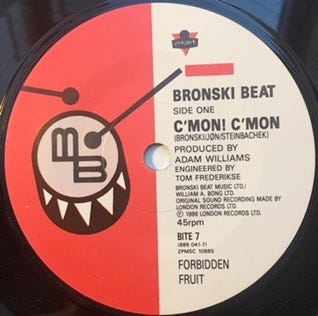 BRONSKI BEAT
SIDE ONE
C'MON! C'MON
(BRONSKI/JØN/STEINBACHEK)
PRODUCED BY
ADAM WILLIAMS
ENGINEERED BY
TOM FREDERIKSE
BRONSKI BEAT MUSIC LTD./
WILLIAM A. BONG LTD.
ORIGINAL SOUND RECORDING MADE BY
LONDON RECORDS LTD.
℗ 1986 LONDON RECORDS LTD.
45rpm
BITE 7
(886 041-7)
ZPMSC 10885
FORBIDDEN
FRUIT
BB